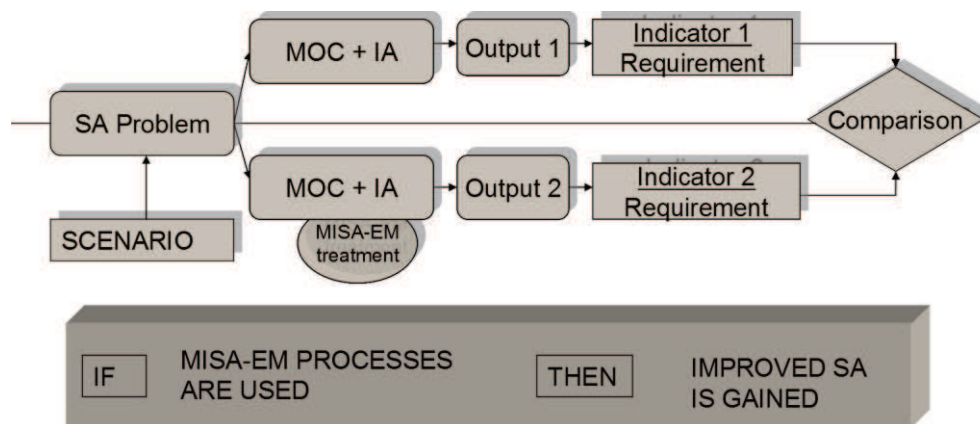 MOC + IA
Output 1
Indicator 1
Requirement
SA Problem
Comparison
MOC + IA
Output 2
Indicator 2
Requirement
SCENARIO
MISA-EM
treatment
IF
MISA-EM PROCESSES
ARE USED
THEN
IMPROVED SA
IS GAINED